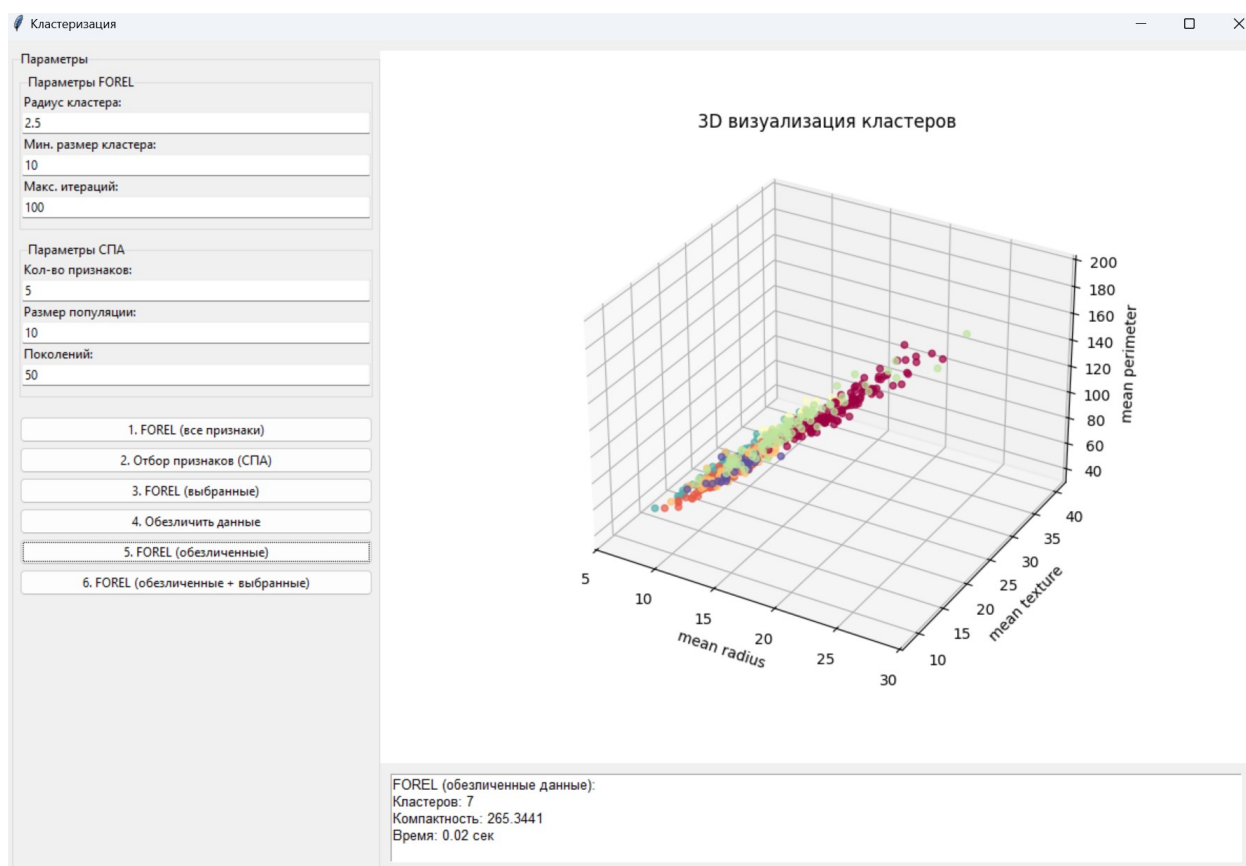 Кластеризация
Параметры
Параметры FOREL
Радиус кластера:
2.5
Мин. размер кластера:
10
Макс. итераций:
100
Параметры СПА
Кол-во признаков:
5
Размер популяции:
10
Поколений:
50
1. FOREL (все признаки)
2. Отбор признаков (СПА)
3. FOREL (выбранные)
4. Обезличить данные
5. FOREL (обезличенные)
6. FOREL (обезличенные + выбранные)
3D визуализация кластеров
200
180
160
140
120
100
80
60
40
mean perimeter
40
35
30
25
20
15
10
mean texture
5
10
15
20
25
30
mean radius
FOREL (обезличенные данные):
Кластеров: 7
Компактность: 265.3441
Время: 0.02 сек